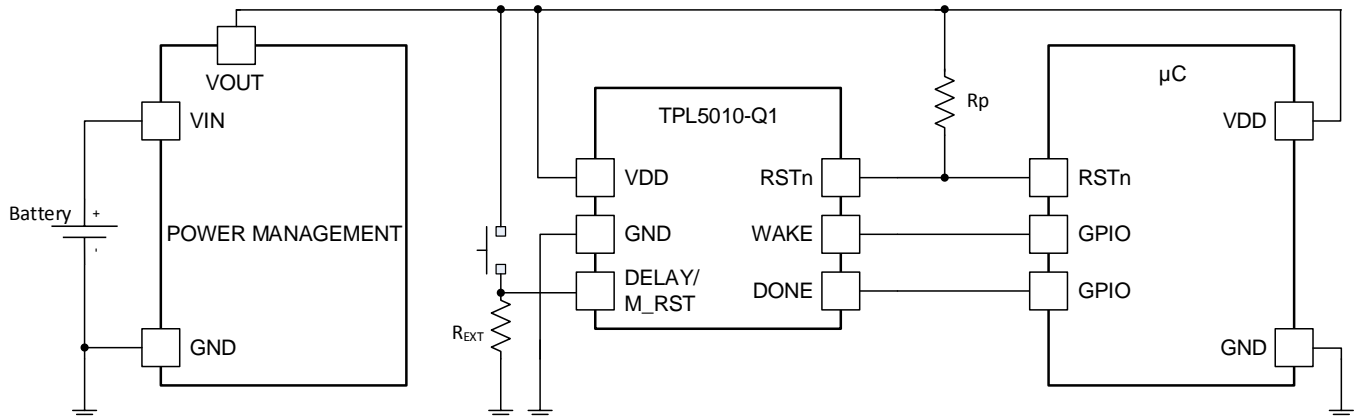 VOUT
VIN
Battery
+
-
POWER MANAGEMENT
GND
TPL5010-Q1
VDD
GND
DELAY/
M_RST
RSTn
WAKE
DONE
REXT
Rp
µC
VDD
RSTn
GPIO
GPIO
GND